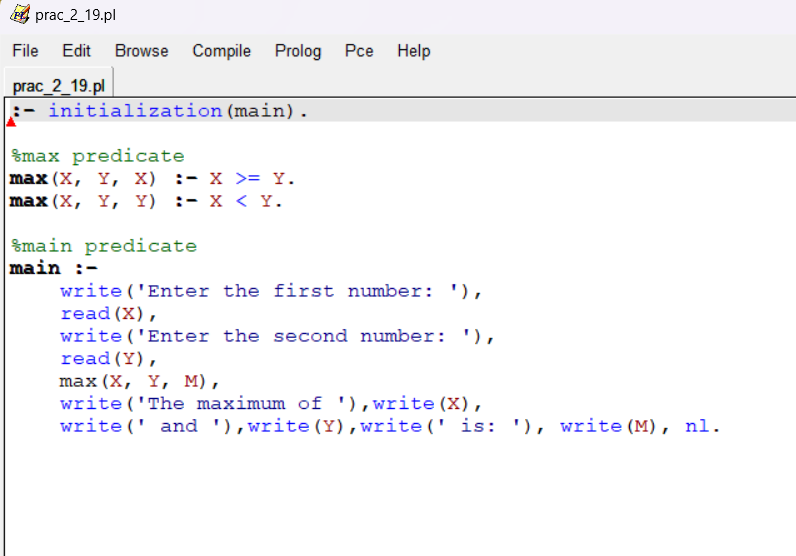 prac_2_19.pl
File Edit Browse Compile Prolog Pce Help
prac_2_19.pl
:- initialization(main).
%max predicate
max(X, Y, X) :- X >= Y.
max(X, Y, Y) :- X < Y.
%main predicate
main :-
    write('Enter the first number: '),
    read(X),
    write('Enter the second number: '),
    read(Y),
    max(X, Y, M),
    write('The maximum of '),write(X),
    write(' and '),write(Y),write(' is: '), write(M), nl.